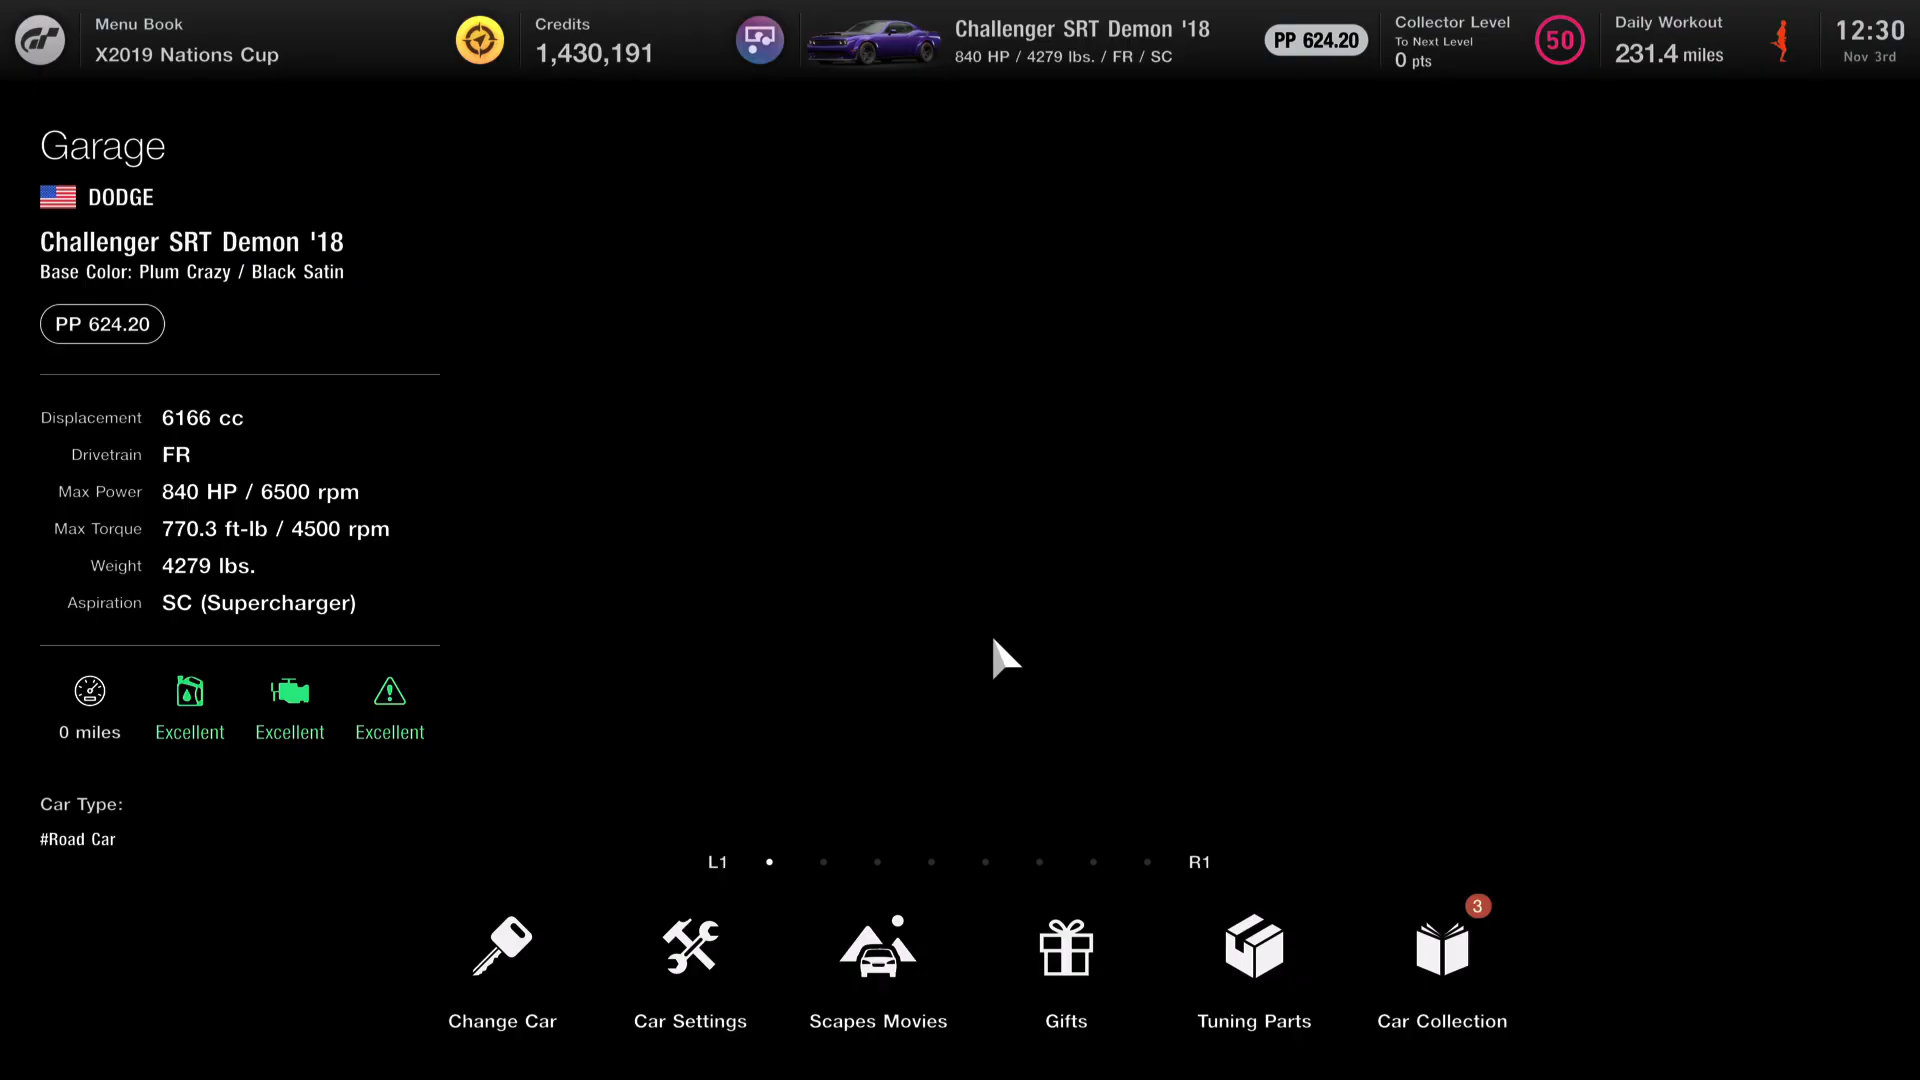 Menu Book
X2019 Nations Cup
Credits
1,430,191
Challenger SRT Demon '18
840 HP / 4279 lbs. / FR / SC
PP 624.20
Collector Level
To Next Level
0 pts
50
Daily Workout
231.4 miles
12:30
Nov 3rd
Garage
DODGE
Challenger SRT Demon '18
Base Color: Plum Crazy / Black Satin
PP 624.20
Displacement 6166 cc
Drivetrain FR
Max Power 840 HP / 6500 rpm
Max Torque 770.3 ft-lb / 4500 rpm
Weight 4279 lbs.
Aspiration SC (Supercharger)
0 miles Excellent Excellent Excellent
Car Type:
#Road Car
L1 R1
3
Change Car Car Settings Scapes Movies Gifts Tuning Parts Car Collection